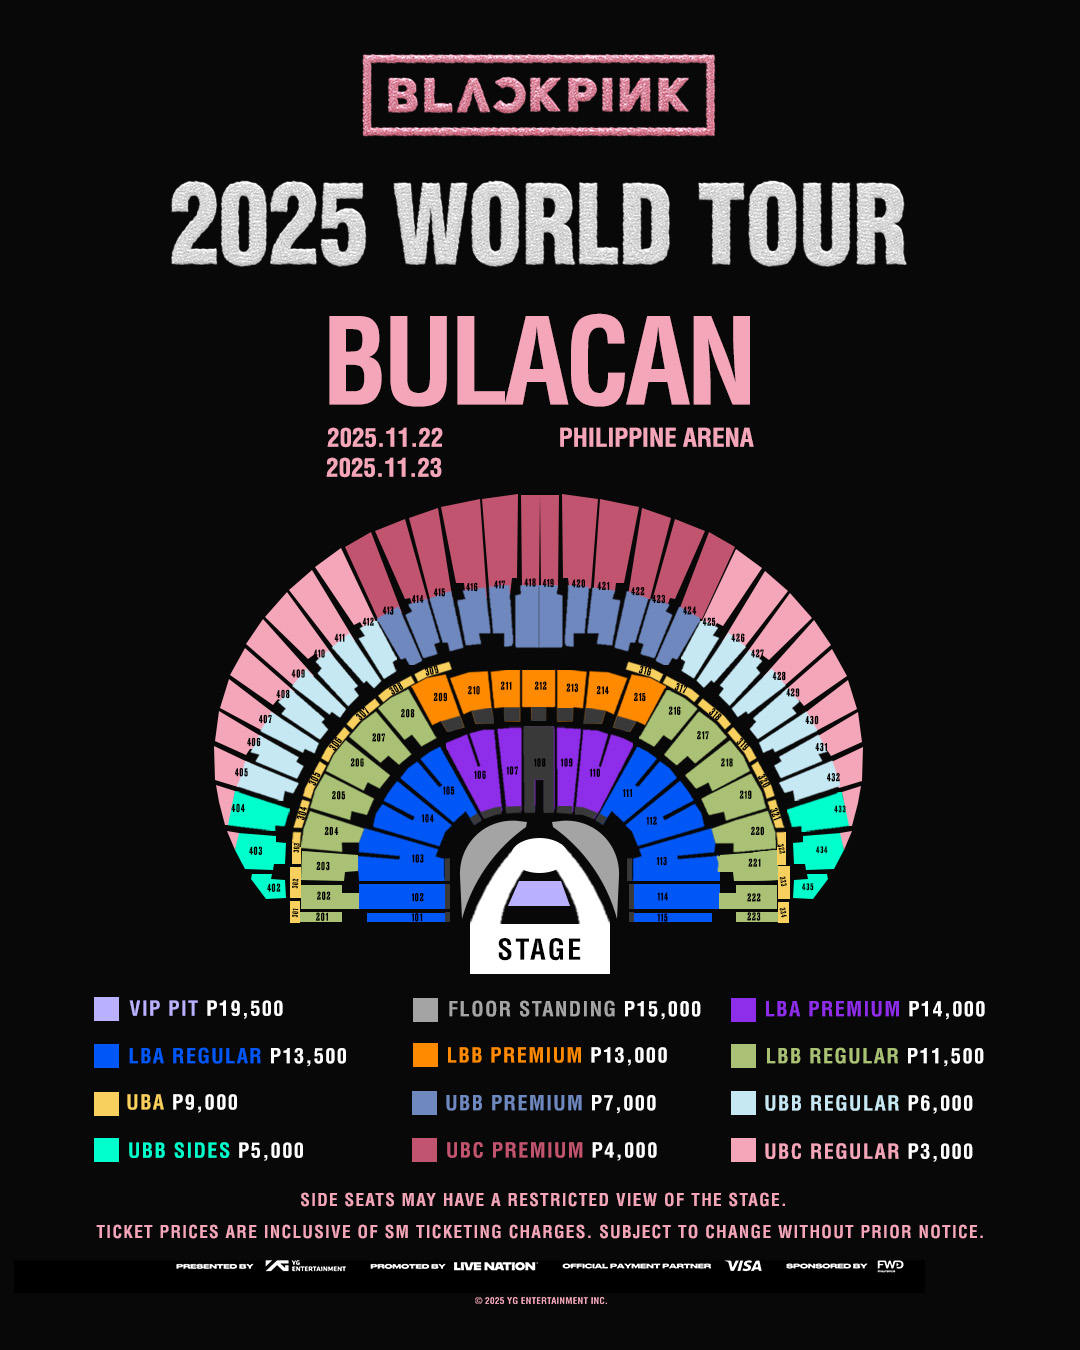 BLACKPINK
2025 WORLD TOUR
BULACAN
2025.11.22 PHILIPPINE ARENA
2025.11.23
416 417 418 419 420 421
413 414 415 422 423 424
412 425
411 426
410 427
409 428
408 429
407 430
406 431
405 432
404 433
403 434
402 435
309 316
308 317
307 318
306 319
305 320
304 321
303 322
302 323
301 324
209 210 211 212 213 214 215
208 216
207 217
206 218
205 219
204 220
203 221
202 222
201 223
106 107 108 109 110
105 111
104 112
103 113
102 114
101 115
STAGE
VIP PIT P19,500 FLOOR STANDING P15,000 LBA PREMIUM P14,000
LBA REGULAR P13,500 LBB PREMIUM P13,000 LBB REGULAR P11,500
UBA P9,000 UBB PREMIUM P7,000 UBB REGULAR P6,000
UBB SIDES P5,000 UBC PREMIUM P4,000 UBC REGULAR P3,000
SIDE SEATS MAY HAVE A RESTRICTED VIEW OF THE STAGE.
TICKET PRICES ARE INCLUSIVE OF SM TICKETING CHARGES. SUBJECT TO CHANGE WITHOUT PRIOR NOTICE.
PRESENTED BY YG ENTERTAINMENT PROMOTED BY LIVE NATION OFFICIAL PAYMENT PARTNER VISA SPONSORED BY FWD
© 2025 YG ENTERTAINMENT INC.